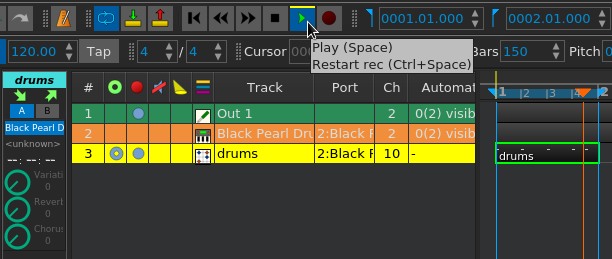 0001.01.000
0002.01.000
120.00 Tap 4 / 4 Cursor
Bars 150 Pitch
Play (Space)
Restart rec (Ctrl+Space)
drums
A B
Black Pearl D
<unknown>
--: --: --
Variati
0
Reverb
0
Chorus
0
# Track Port Ch Automat
1 Out 1 2 0(2) visib
2 Black Pearl Dru 2:Black F 2 0(2) visib
3 drums 2:Black F 10 -
1 2 3 4 2
drums